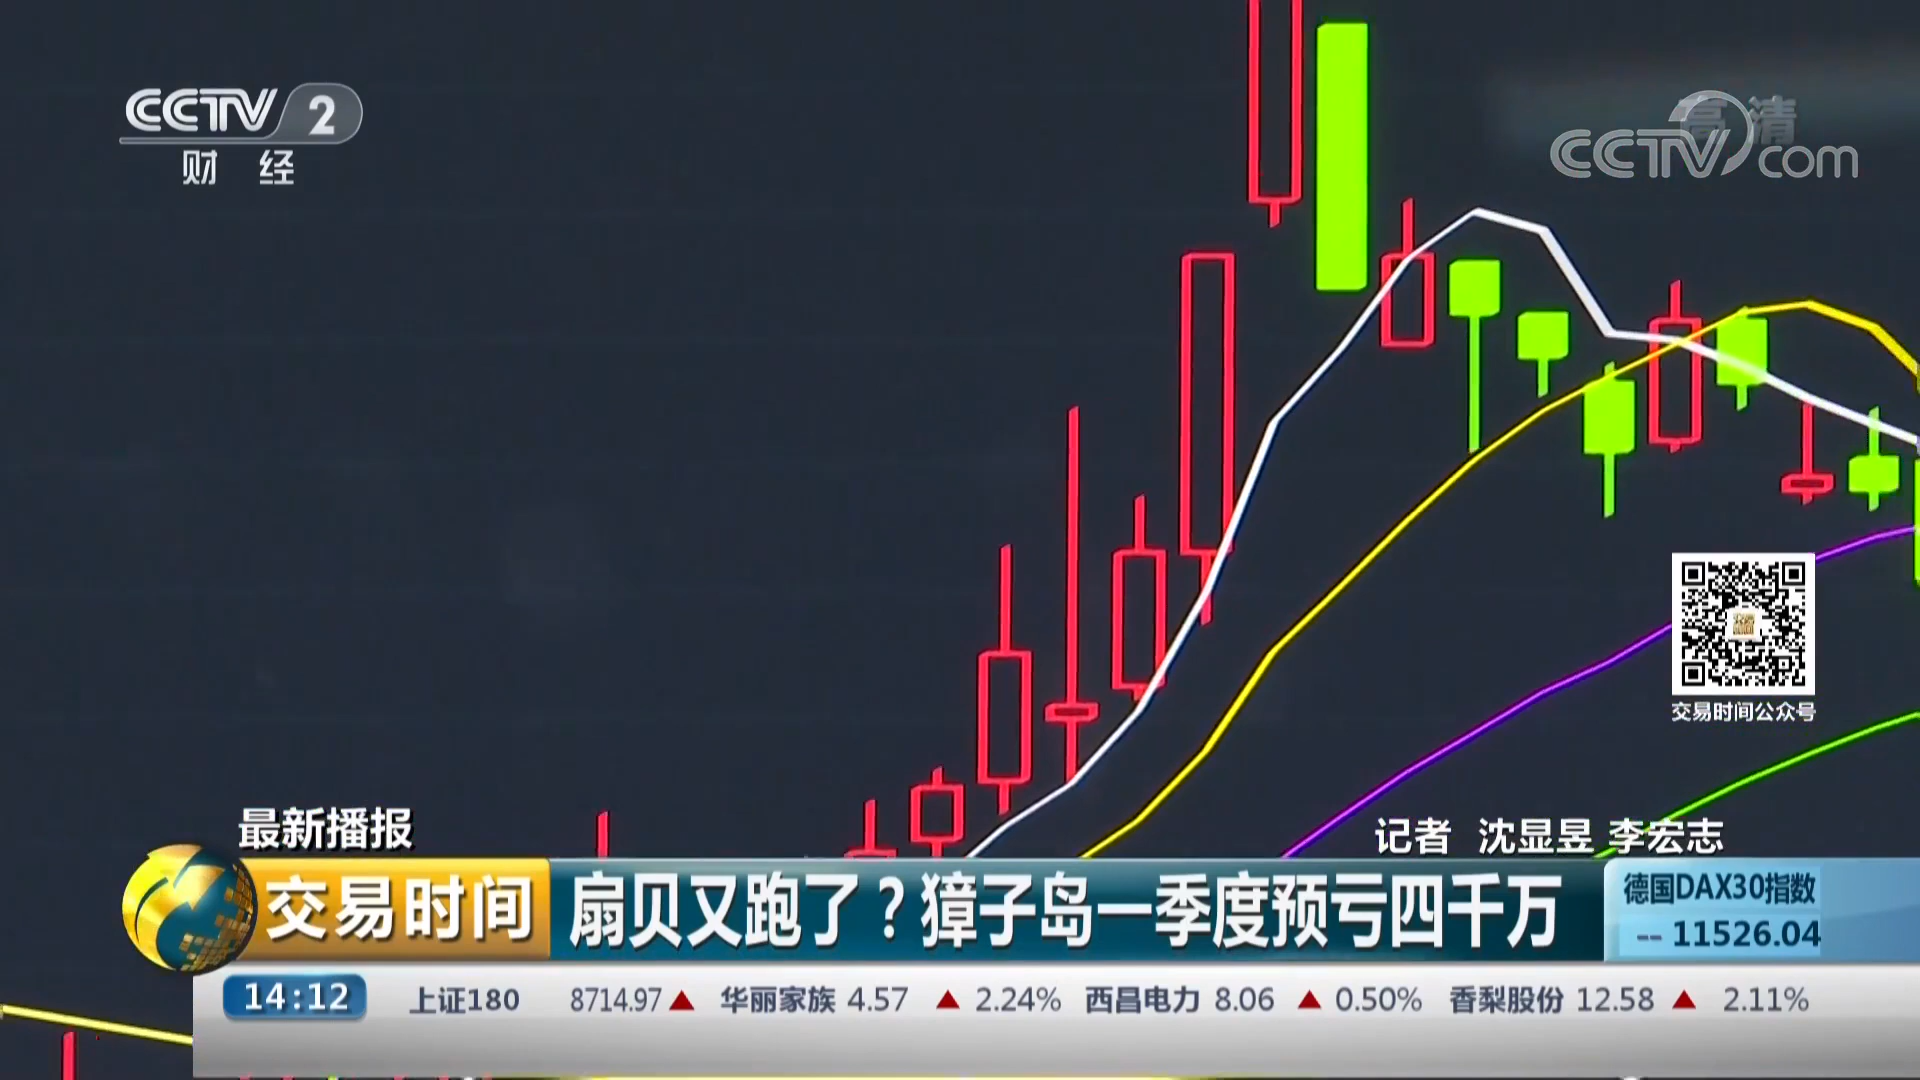 CCTV 2
财 经
高清
CCTV com
交易时间公众号
最新播报
记者 沈显昱 李宏志
交易时间
扇贝又跑了？獐子岛一季度预亏四千万
德国DAX30指数
-- 11526.04
14:12 上证180 8714.97▲ 华丽家族 4.57 ▲ 2.24% 西昌电力 8.06 ▲ 0.50% 香梨股份 12.58 ▲ 2.11%